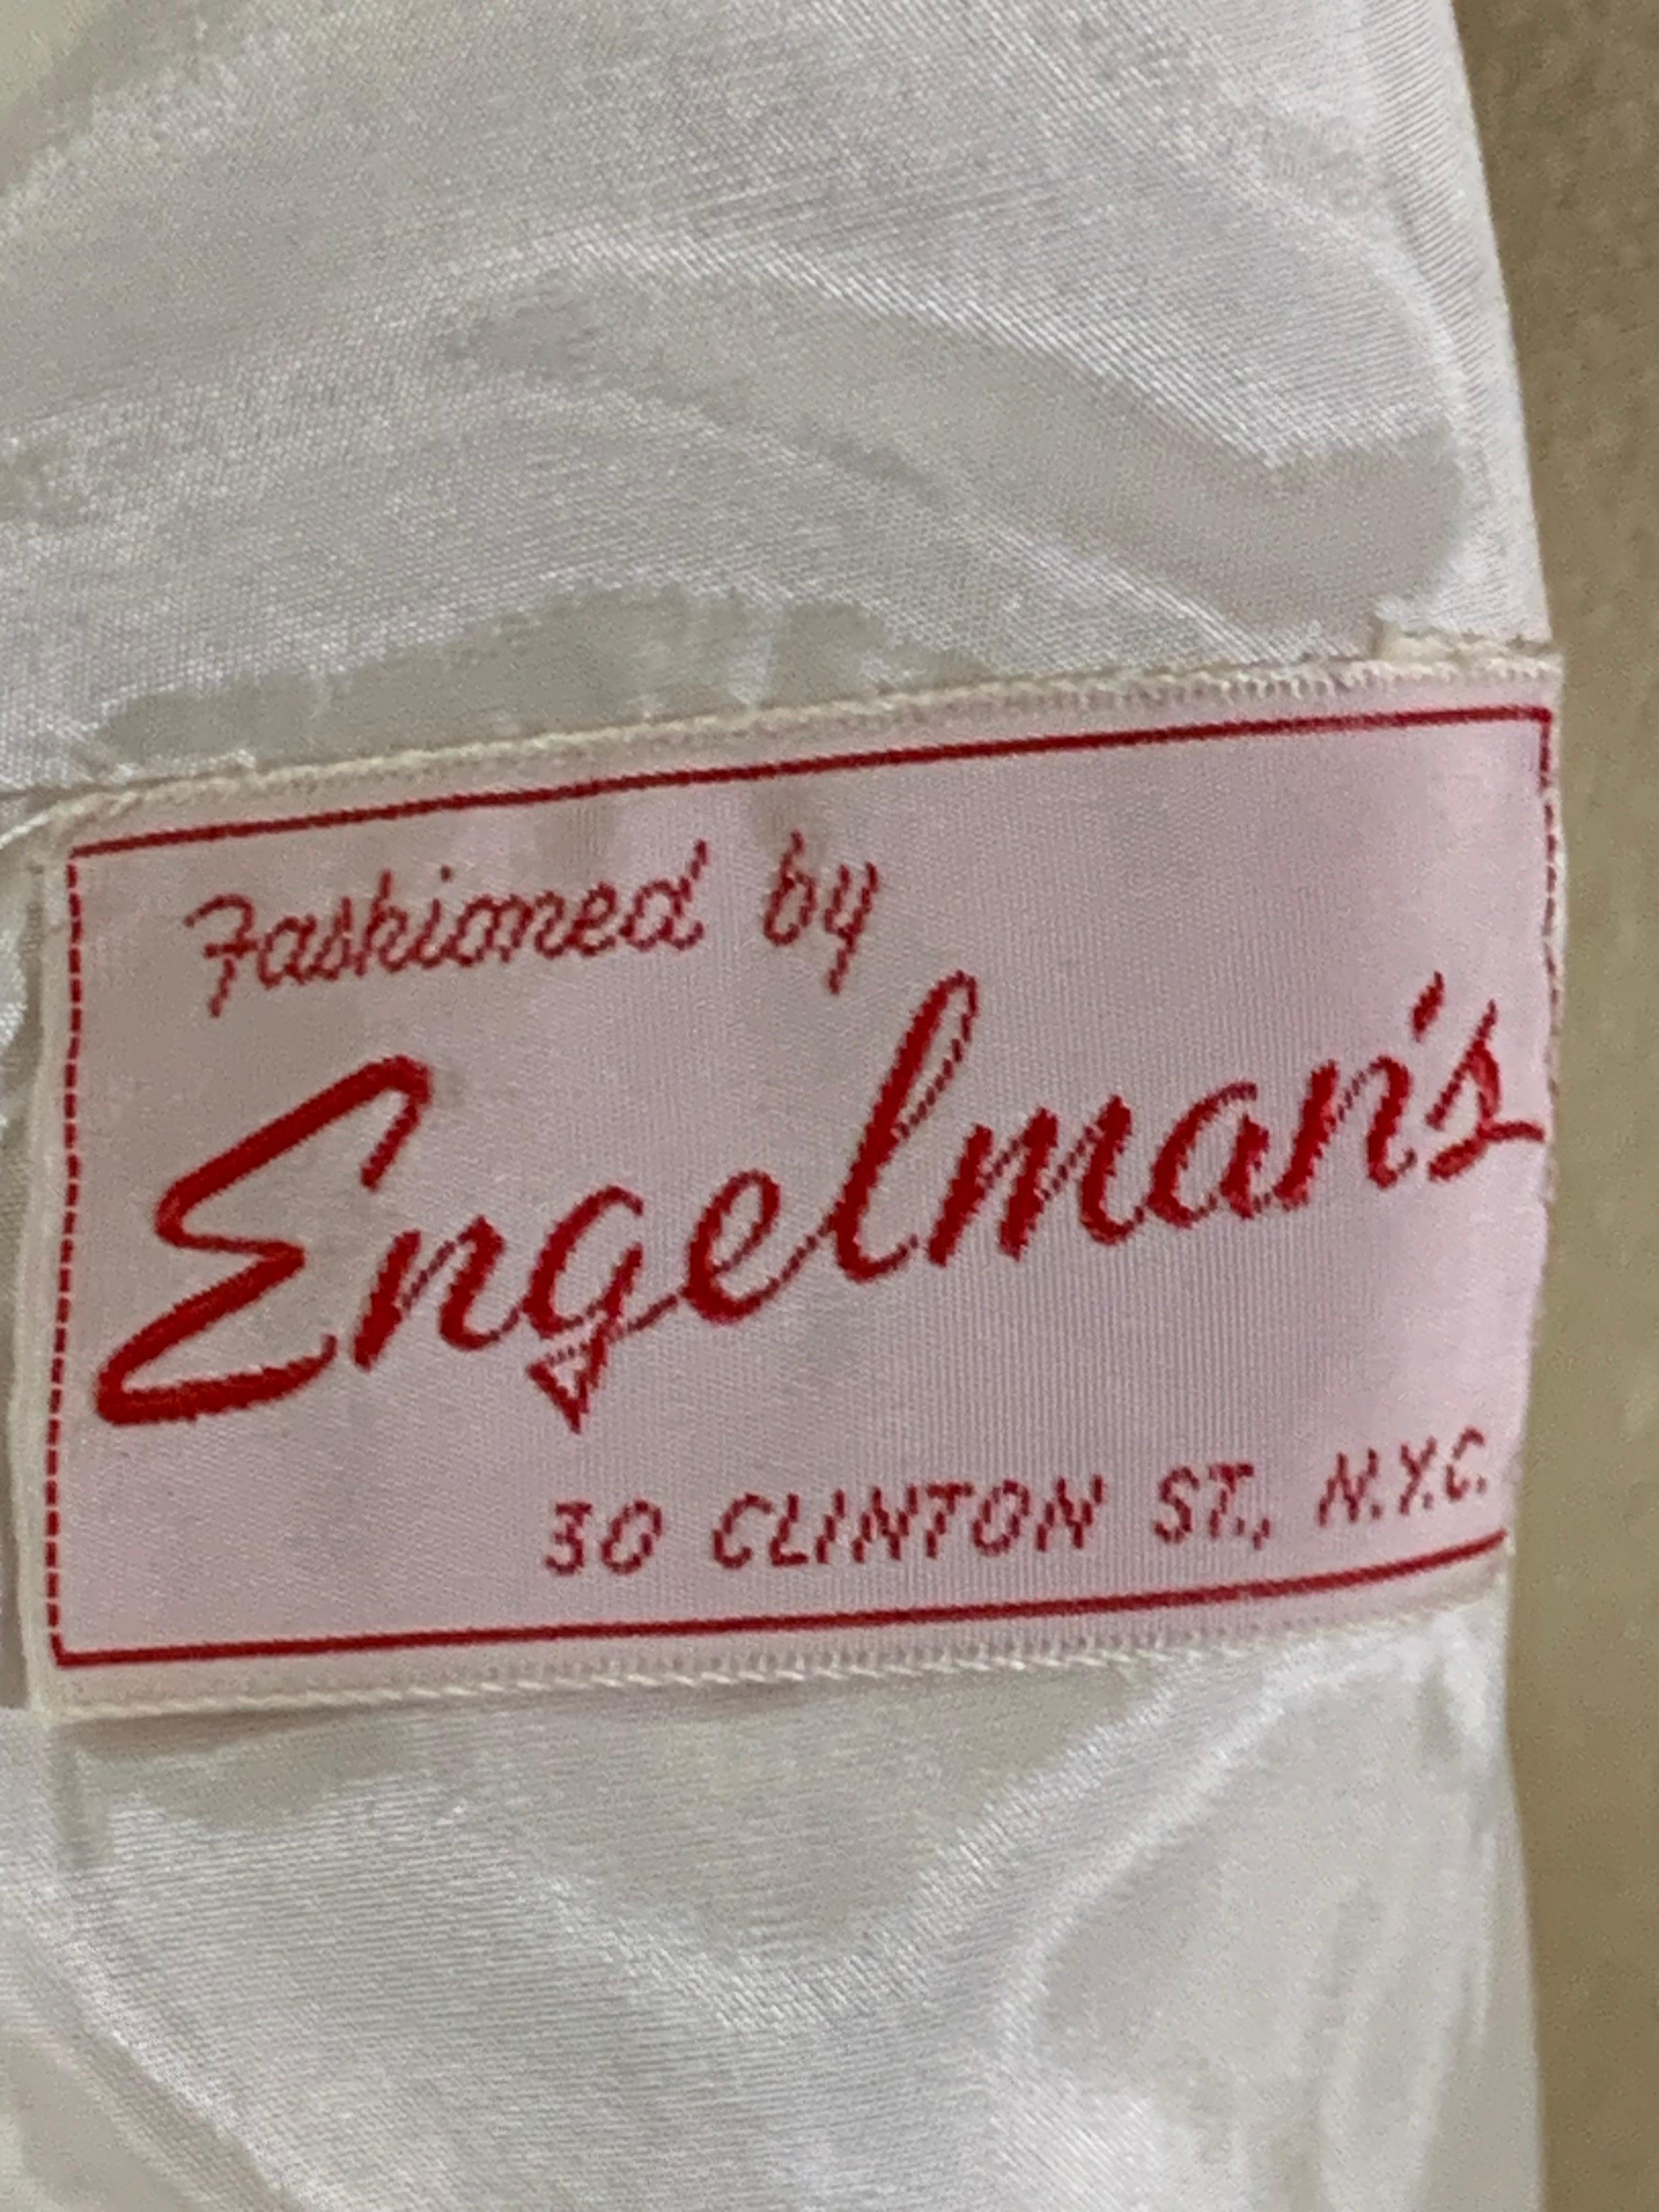 Fashioned by
Engelman's
30 CLINTON ST., N.Y.C.